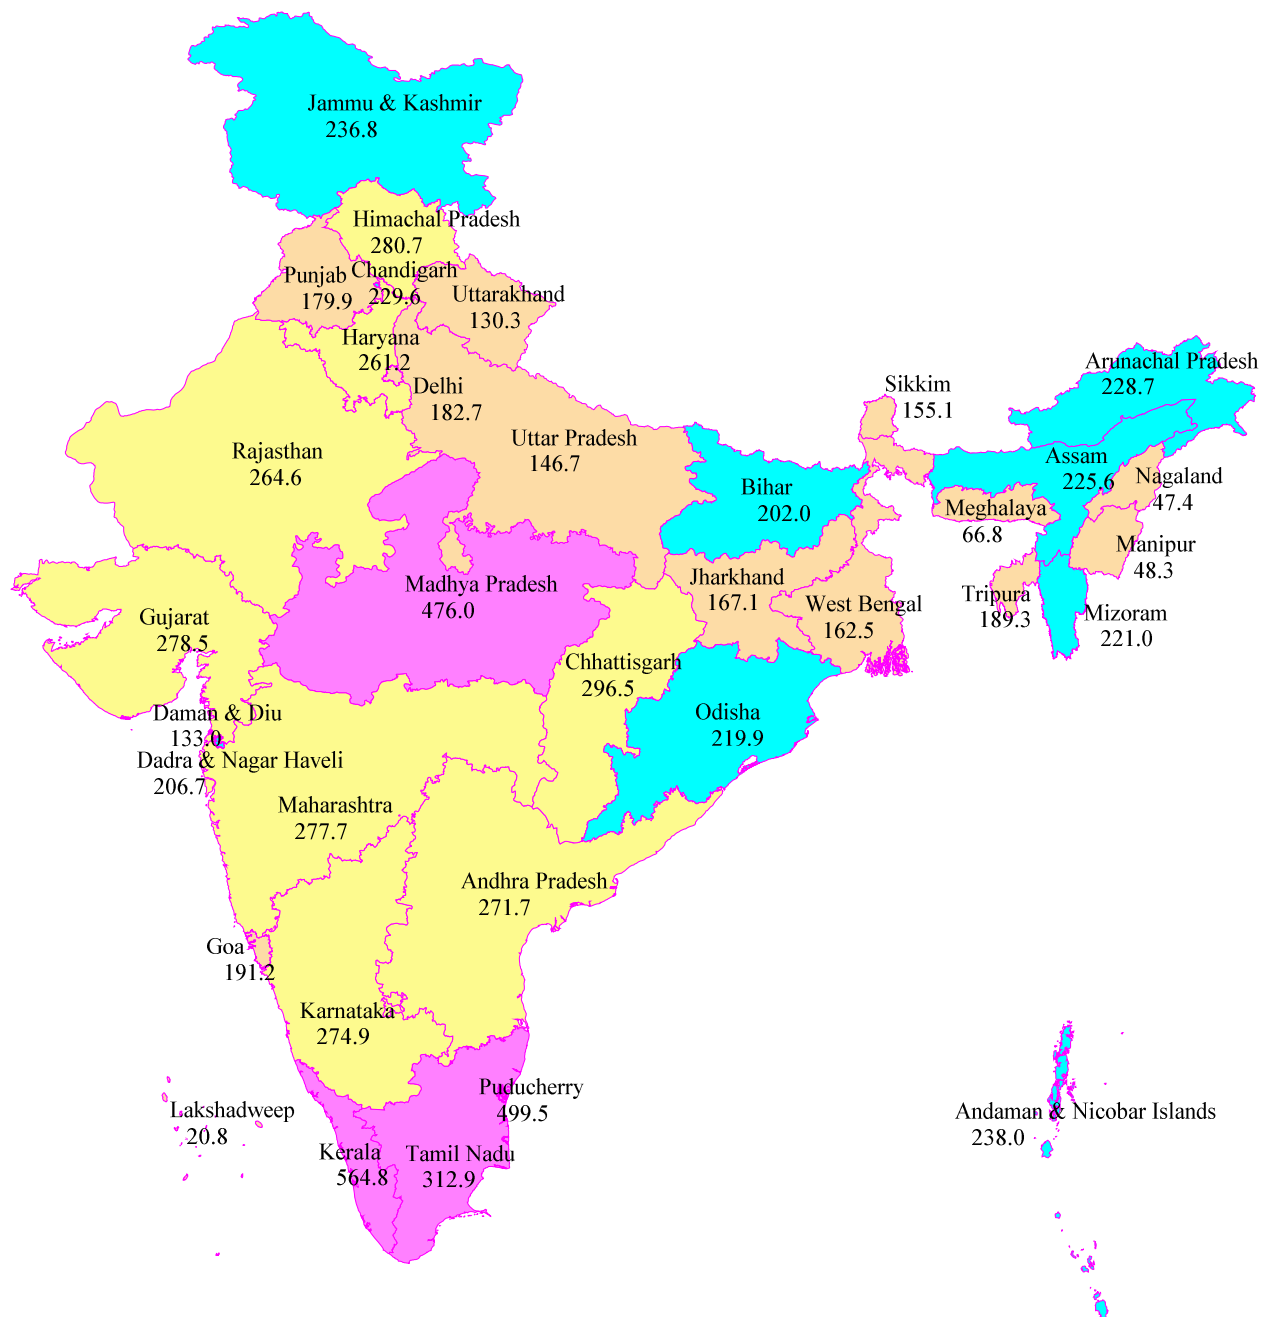 Jammu & Kashmir
236.8
Himachal Pradesh
280.7
Punjab
179.9
Chandigarh
229.6
Uttarakhand
130.3
Haryana
261.2
Delhi
182.7
Rajasthan
264.6
Uttar Pradesh
146.7
Bihar
202.0
Sikkim
155.1
Arunachal Pradesh
228.7
Assam
225.6
Nagaland
47.4
Meghalaya
66.8
Manipur
48.3
Tripura
189.3
Mizoram
221.0
Gujarat
278.5
Madhya Pradesh
476.0
Jharkhand
167.1
West Bengal
162.5
Chhattisgarh
296.5
Odisha
219.9
Daman & Diu
133.0
Dadra & Nagar Haveli
206.7
Maharashtra
277.7
Andhra Pradesh
271.7
Goa
191.2
Karnataka
274.9
Puducherry
499.5
Lakshadweep
20.8
Kerala
564.8
Tamil Nadu
312.9
Andaman & Nicobar Islands
238.0